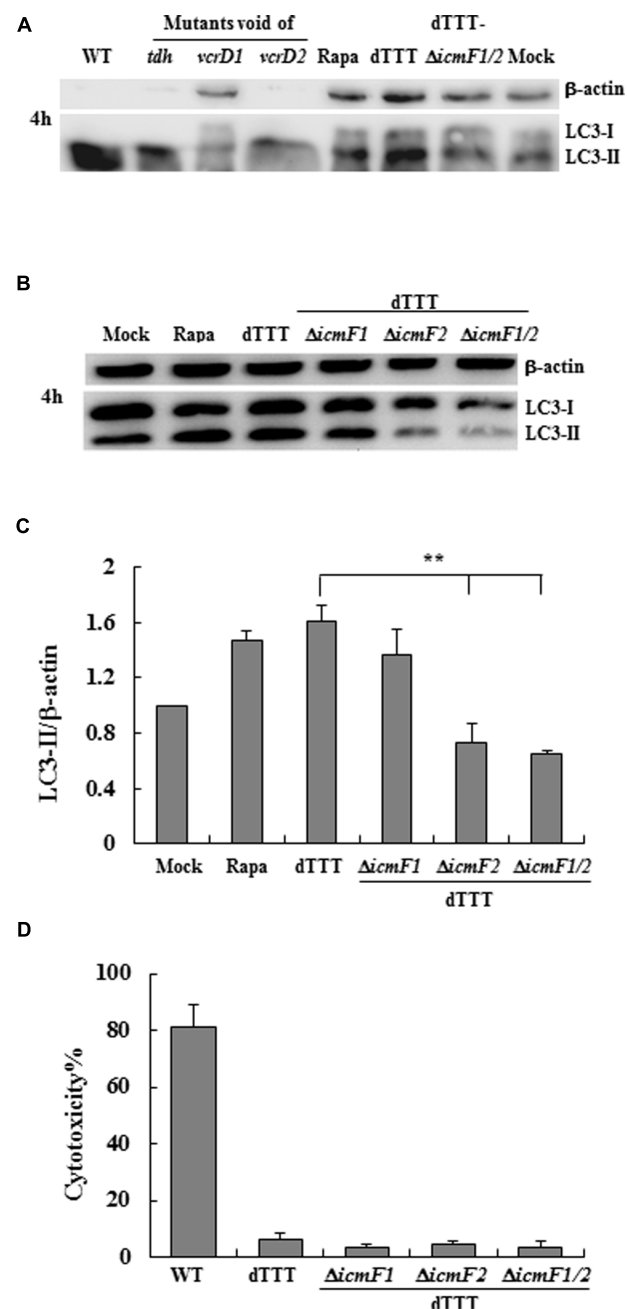 A
Mutants void of
dTTT-
WT tdh vcrD1 vcrD2 Rapa dTTT ΔicmF1/2 Mock
β-actin
4h
LC3-I
LC3-II
B
dTTT
Mock Rapa dTTT ΔicmF1 ΔicmF2 ΔicmF1/2
β-actin
4h
LC3-I
LC3-II
C
LC3-II/β-actin
2
1.6
1.2
0.8
0.4
0
**
Mock Rapa dTTT ΔicmF1 ΔicmF2 ΔicmF1/2
dTTT
D
Cytotoxicity%
100
80
60
40
20
0
WT dTTT ΔicmF1 ΔicmF2 ΔicmF1/2
dTTT